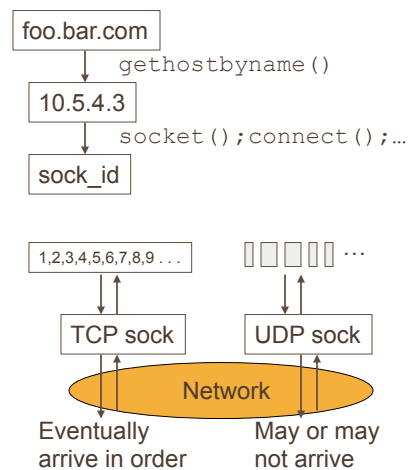 foo.bar.com
gethostbyname()
10.5.4.3
socket();connect();…
sock_id
1,2,3,4,5,6,7,8,9 . . .
…
TCP sock
UDP sock
Network
Eventually
arrive in order
May or may
not arrive